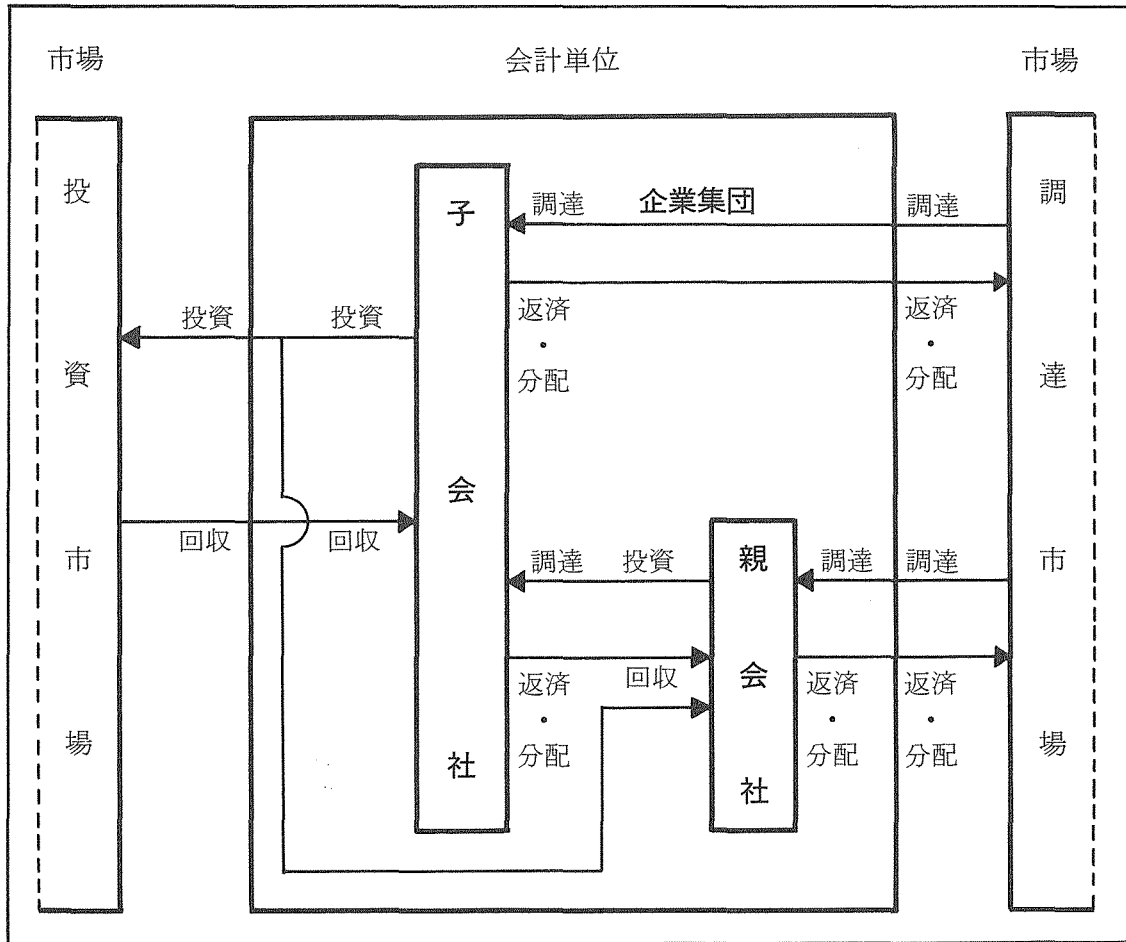 市場
会計単位
市場
投資市場
子会社
企業集団
調達市場
調達
調達
返済
・
分配
返済
・
分配
投資
投資
回収
回収
調達
投資
親会社
調達
調達
返済
・
分配
回収
返済
・
分配
返済
・
分配